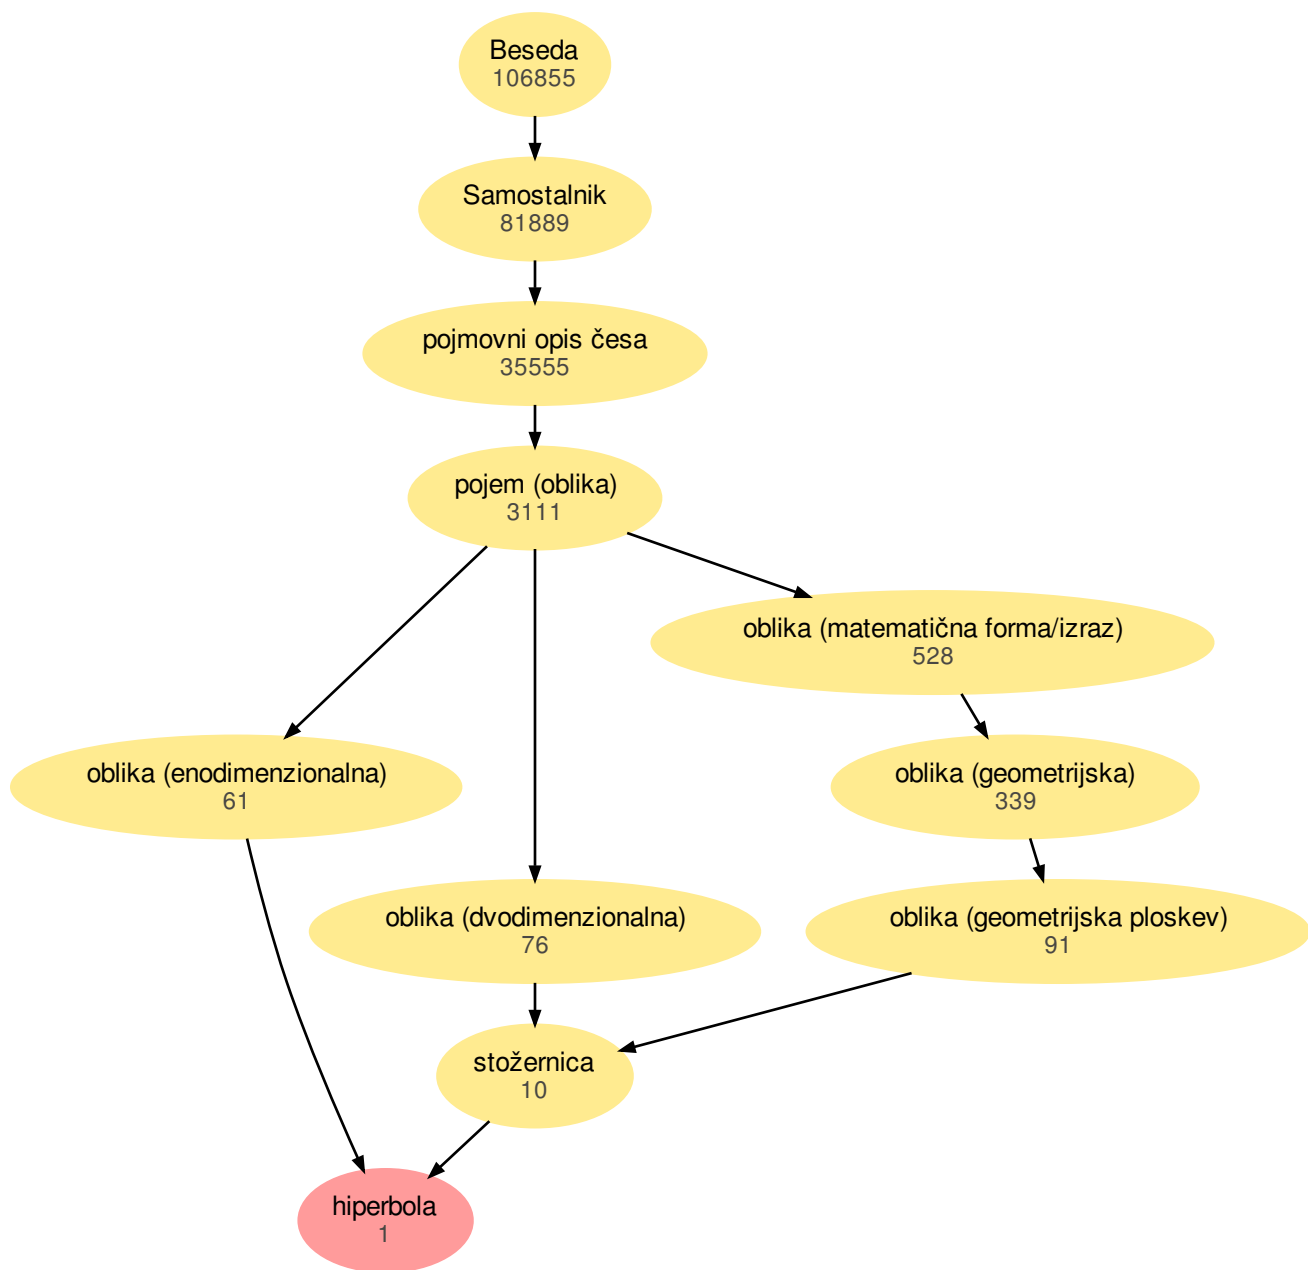 Beseda
106855
Samostalnik
81889
pojmovni opis česa
35555
pojem (oblika)
3111
oblika (matematična forma/izraz)
528
oblika (enodimenzionalna)
61
oblika (geometrijska)
339
oblika (dvodimenzionalna)
76
oblika (geometrijska ploskev)
91
stožernica
10
hiperbola
1